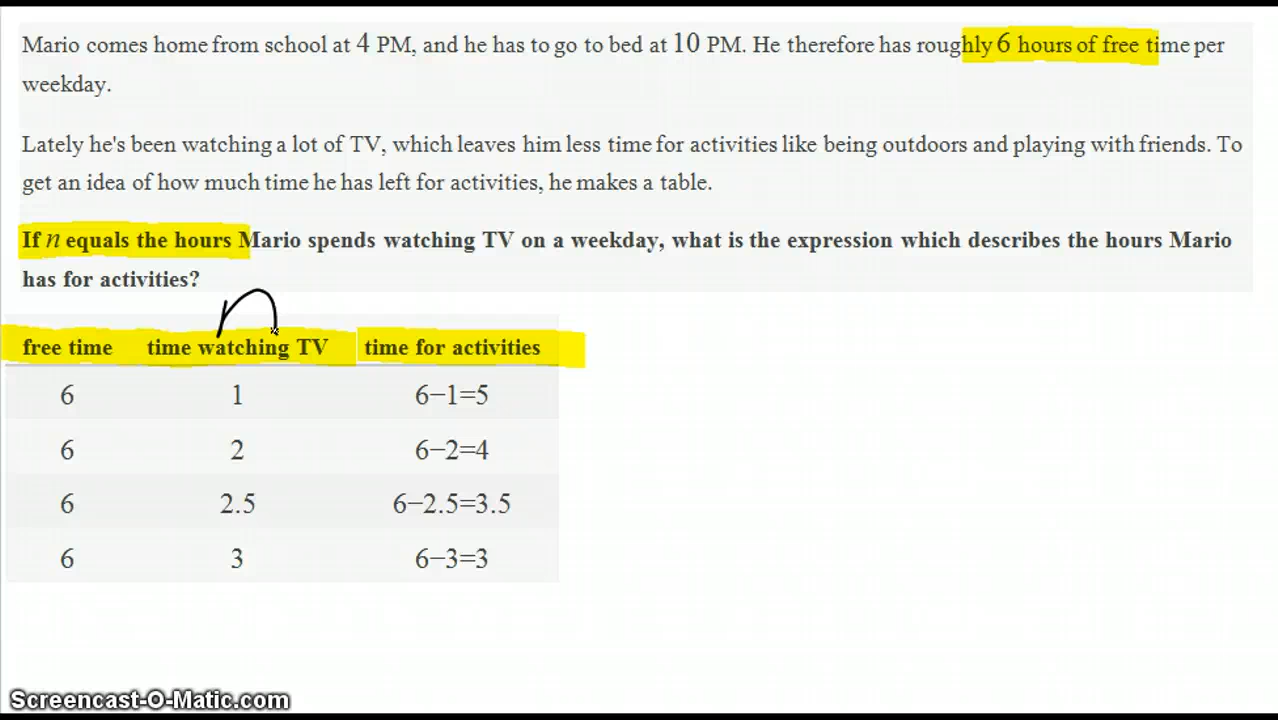 Mario comes home from school at 4 PM, and he has to go to bed at 10 PM. He therefore has roughly 6 hours of free time per
weekday.
Lately he's been watching a lot of TV, which leaves him less time for activities like being outdoors and playing with friends. To
get an idea of how much time he has left for activities, he makes a table.
If n equals the hours Mario spends watching TV on a weekday, what is the expression which describes the hours Mario
has for activities?
n
free time time watching TV time for activities
6 1 6−1=5
6 2 6−2=4
6 2.5 6−2.5=3.5
6 3 6−3=3
Screencast-O-Matic.com